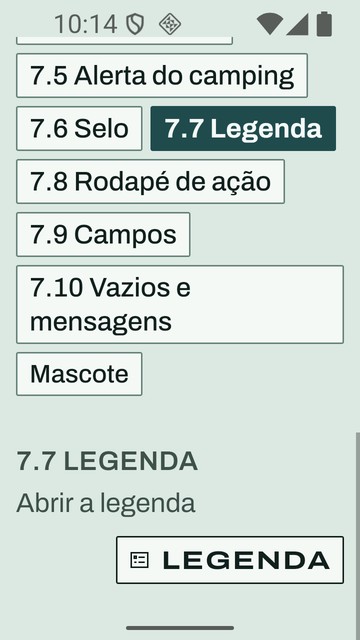 10:14
7.5 Alerta do camping
7.6 Selo
7.7 Legenda
7.8 Rodapé de ação
7.9 Campos
7.10 Vazios e
mensagens
Mascote
7.7 LEGENDA
Abrir a legenda
LEGENDA